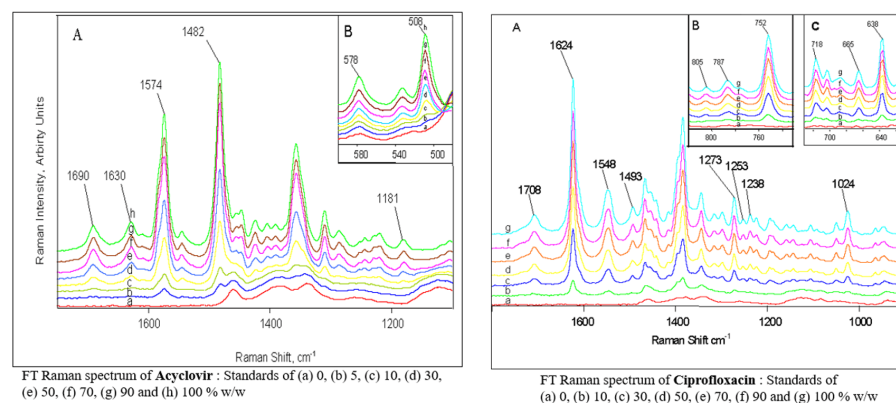 A
1482
1574
1690
1630
1181
h
g
f
e
d
c
b
a
B
508
578
h
g
f
e
d
c
b
a
580
540
500
Raman Intensity, Arbirty Units
1600
1400
1200
Raman Shift, cm-1
FT Raman spectrum of Acyclovir : Standards of (a) 0, (b) 5, (c) 10, (d) 30,
(e) 50, (f) 70, (g) 90 and (h) 100 % w/w
A
1624
1708
1548
1493
1273
1253
1238
1024
g
f
e
d
c
b
a
B
752
805
787
g
f
e
d
c
b
a
800
780
760
C
638
718
665
g
f
e
d
c
b
a
700
640
1600
1400
1200
1000
Raman Shift, cm-1
FT Raman spectrum of Ciprofloxacin : Standards of
(a) 0, (b) 10, (c) 30, (d) 50, (e) 70, (f) 90 and (g) 100 % w/w